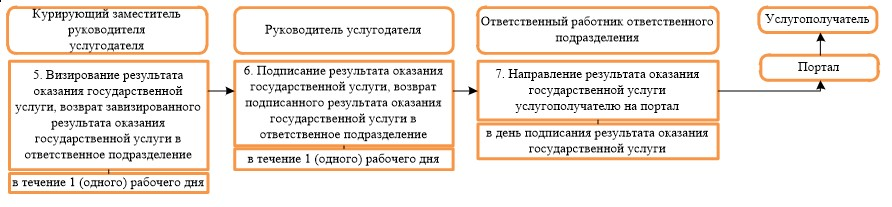 Курирующий заместитель
руководителя
услугодателя
5. Визирование результата
оказания государственной
услуги, возврат завизированного
результата оказания
государственной услуги в
ответственное подразделение
в течение 1 (одного) рабочего дня
Руководитель услугодателя
6. Подписание результата оказания
государственной услуги, возврат
подписанного результата оказания
государственной услуги в
ответственное подразделение
в течение 1 (одного) рабочего дня
Ответственный работник ответственного
подразделения
7. Направление результата оказания
государственной услуги
услугополучателю на портал
в день подписания результата оказания
государственной услуги
Услугополучатель
Портал